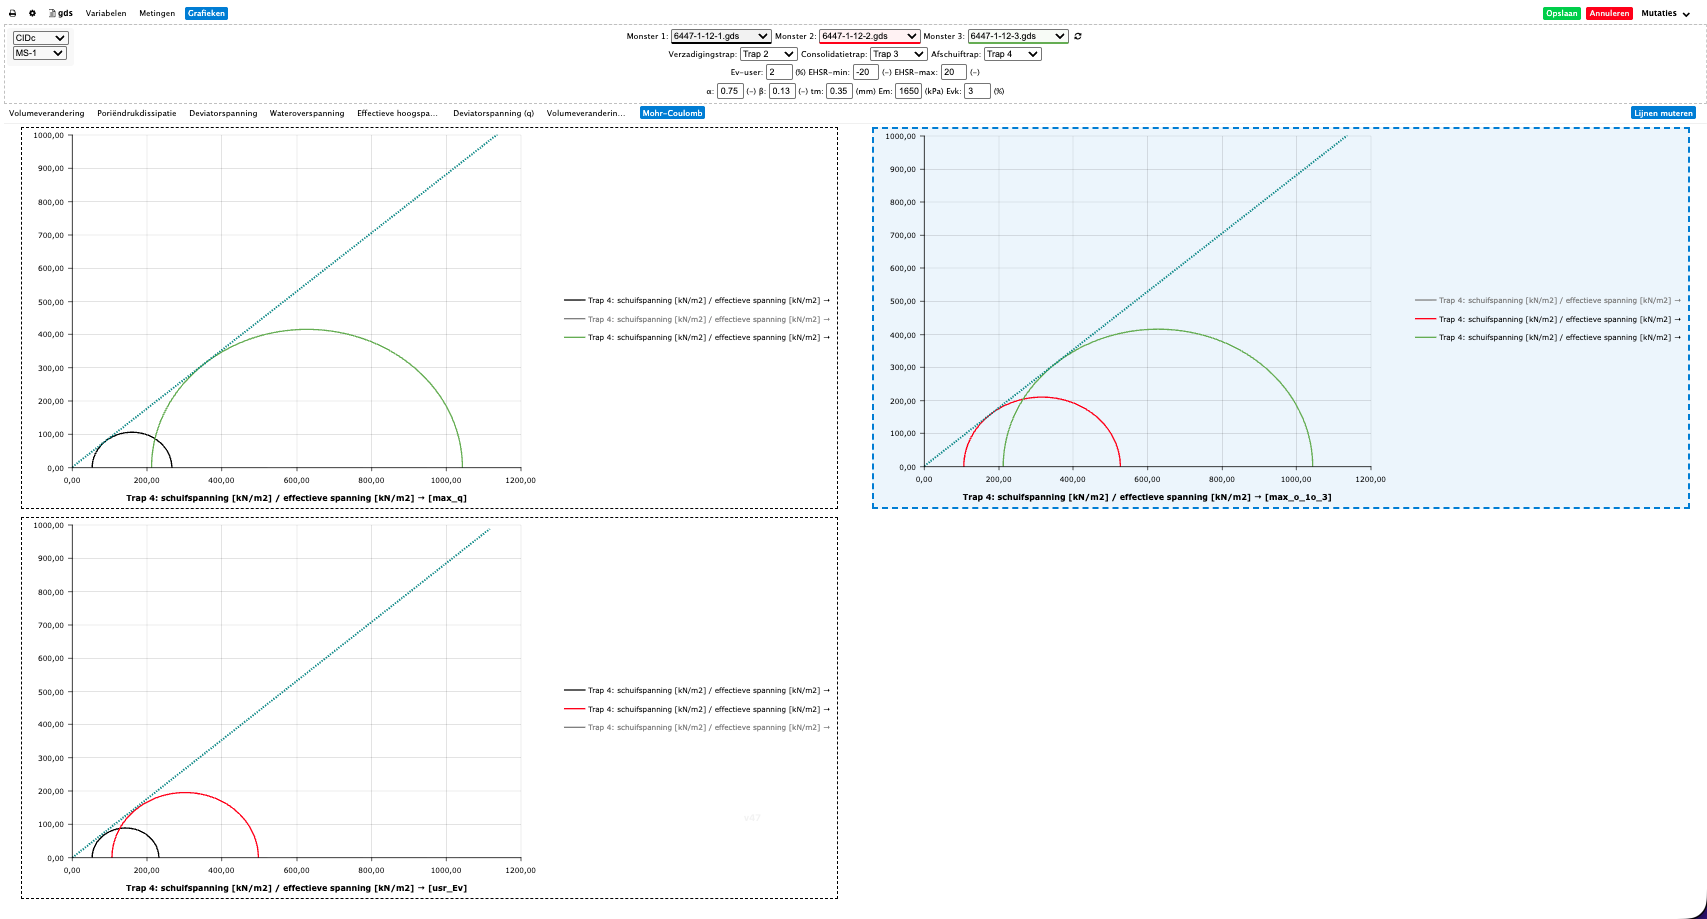 gds Variabelen Metingen Grafieken Opslaan Annuleren Mutaties
CIDc Monster 1: 6447-1-12-1.gds Monster 2: 6447-1-12-2.gds Monster 3: 6447-1-12-3.gds
MS-1 Verzadigingstrap: Trap 2 Consolidatietrap: Trap 3 Afschuiftrap: Trap 4
Ev-user: 2 (%) EHSR-min: -20 (-) EHSR-max: 20 (-)
α: 0.75 (-) β: 0.13 (-) tm: 0.35 (mm) Em: 1650 (kPa) Evk: 3 (%)
Volumeverandering Poriëndrukdissipatie Deviatorspanning Wateroverspanning Effectieve hoogspa... Deviatorspanning (q) Volumeveranderin... Mohr-Coulomb Lijnen muteren
1000,00
900,00
800,00
700,00
600,00
500,00
400,00
300,00
200,00
100,00
0,00
0,00 200,00 400,00 600,00 800,00 1000,00 1200,00
Trap 4: schuifspanning [kN/m2] / effectieve spanning [kN/m2] → [max_q]
Trap 4: schuifspanning [kN/m2] / effectieve spanning [kN/m2] →
Trap 4: schuifspanning [kN/m2] / effectieve spanning [kN/m2] →
Trap 4: schuifspanning [kN/m2] / effectieve spanning [kN/m2] →
1000,00
900,00
800,00
700,00
600,00
500,00
400,00
300,00
200,00
100,00
0,00
0,00 200,00 400,00 600,00 800,00 1000,00 1200,00
Trap 4: schuifspanning [kN/m2] / effectieve spanning [kN/m2] → [max_o_1o_3]
Trap 4: schuifspanning [kN/m2] / effectieve spanning [kN/m2] →
Trap 4: schuifspanning [kN/m2] / effectieve spanning [kN/m2] →
Trap 4: schuifspanning [kN/m2] / effectieve spanning [kN/m2] →
1000,00
900,00
800,00
700,00
600,00
500,00
400,00
300,00
200,00
100,00
0,00
0,00 200,00 400,00 600,00 800,00 1000,00 1200,00
Trap 4: schuifspanning [kN/m2] / effectieve spanning [kN/m2] → [usr_Ev]
Trap 4: schuifspanning [kN/m2] / effectieve spanning [kN/m2] →
Trap 4: schuifspanning [kN/m2] / effectieve spanning [kN/m2] →
Trap 4: schuifspanning [kN/m2] / effectieve spanning [kN/m2] →
v47